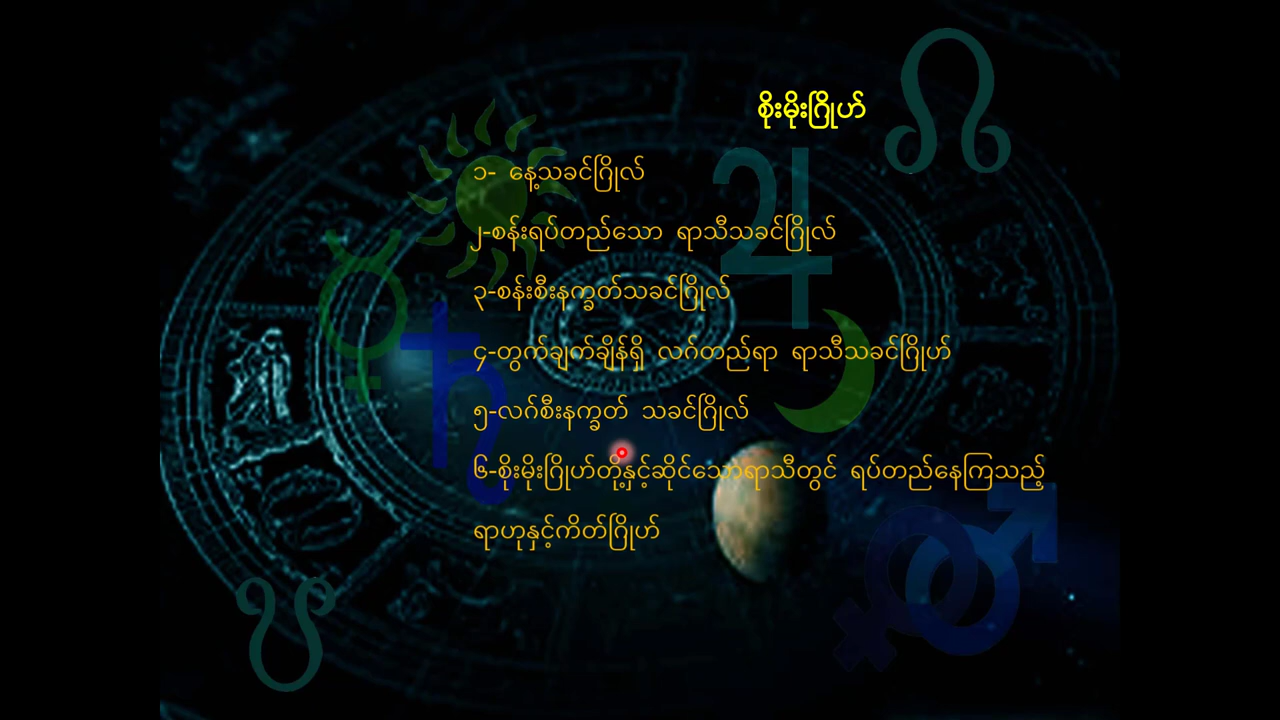 စိုးမိုးဂြိုဟ်
၁- နေ့သခင်ဂြိုလ်
၂-စန်းရပ်တည်သော ရာသီသခင်ဂြိုလ်
၃-စန်းစီးနက္ခတ်သခင်ဂြိုလ်
၄-တွက်ချက်ချိန်ရှိ လဂ်တည်ရာ ရာသီသခင်ဂြိုဟ်
၅-လဂ်စီးနက္ခတ် သခင်ဂြိုလ်
၆-စိုးမိုးဂြိုဟ်တို့နှင့်ဆိုင်သောရာသီတွင် ရပ်တည်နေကြသည့်
ရာဟုနှင့်ကိတ်ဂြိုဟ်